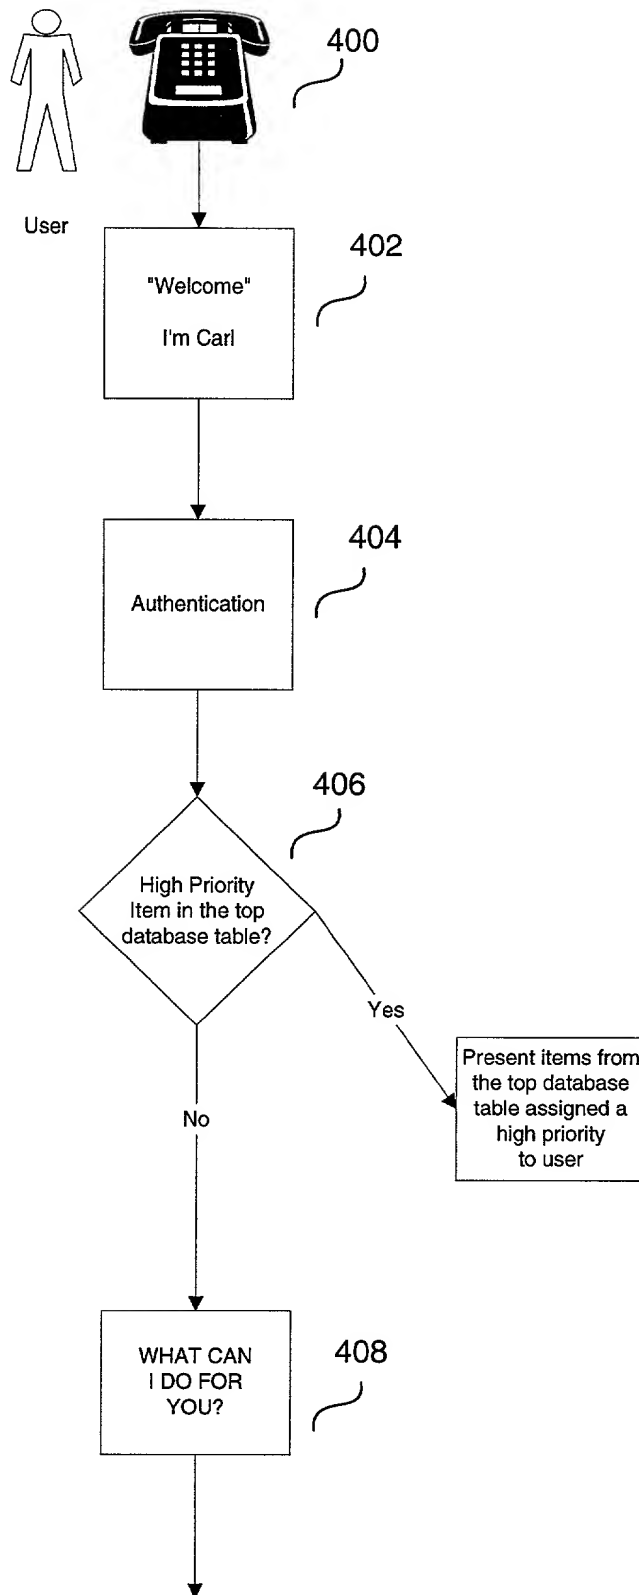 400
User
402
"Welcome"
I'm Carl
404
Authentication
406
High Priority
Item in the top
database table?
Yes
Present items from
the top database
table assigned a
high priority
to user
No
408
WHAT CAN
I DO FOR
YOU?